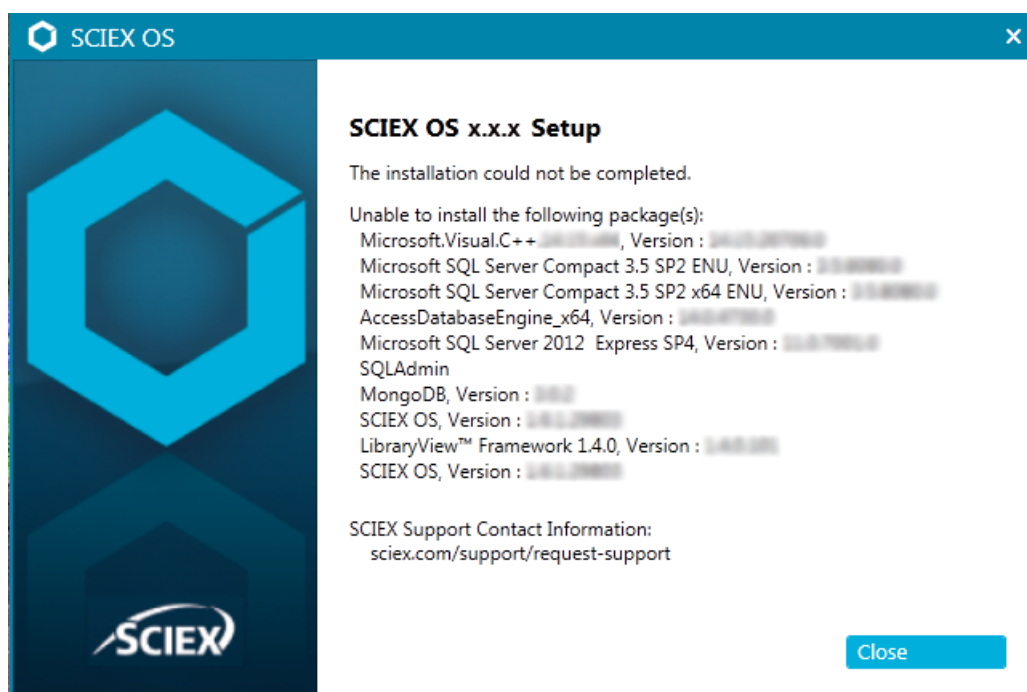 SCIEX OS
SCIEX OS x.x.x Setup
The installation could not be completed.
Unable to install the following package(s):
Microsoft.Visual.C++ , Version :
Microsoft SQL Server Compact 3.5 SP2 ENU, Version :
Microsoft SQL Server Compact 3.5 SP2 x64 ENU, Version :
AccessDatabaseEngine_x64, Version :
Microsoft SQL Server 2012 Express SP4, Version :
SQLAdmin
MongoDB, Version :
SCIEX OS, Version :
LibraryView™ Framework 1.4.0, Version :
SCIEX OS, Version :
SCIEX Support Contact Information:
sciex.com/support/request-support
SCIEX
Close